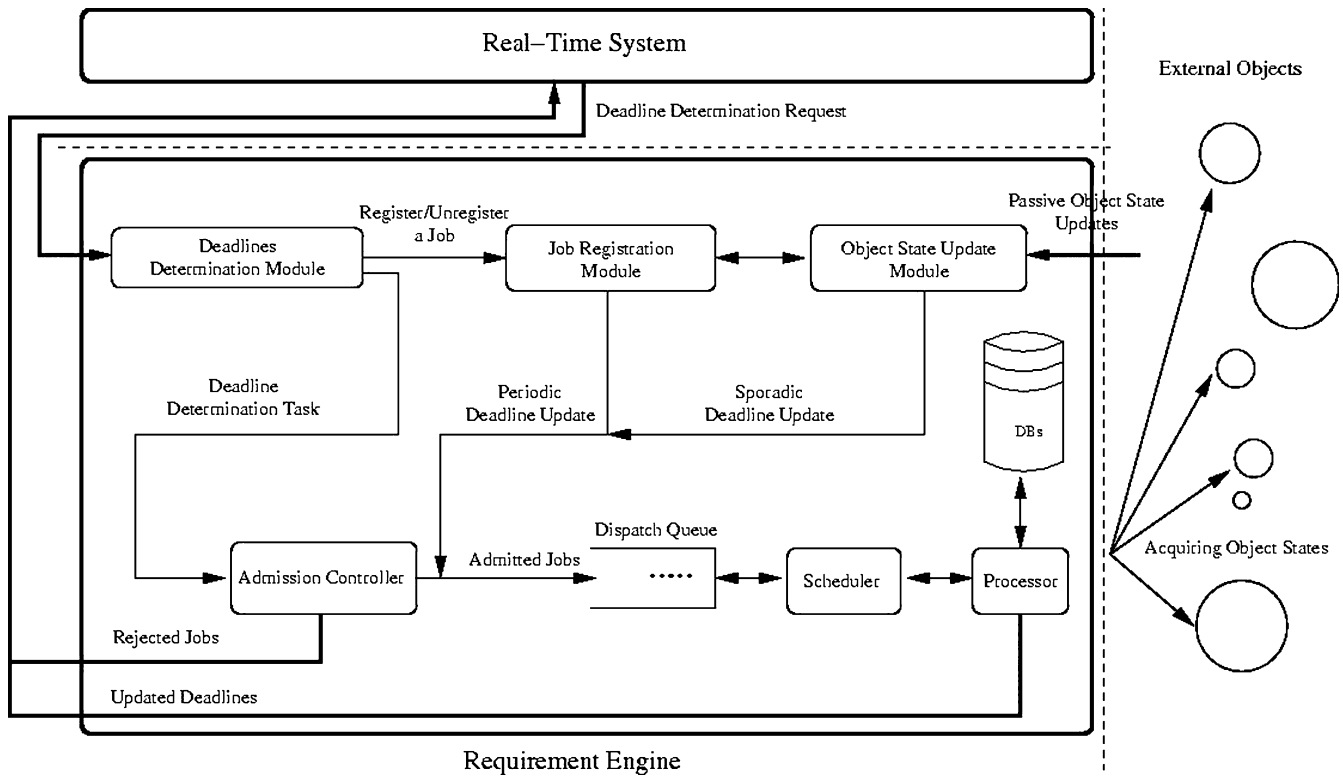 Real-Time System
External Objects
Deadline Determination Request
Register/Unregister
a Job
Passive Object State
Updates
Deadlines
Determination Module
Job Registration
Module
Object State Update
Module
Deadline
Determination Task
Periodic
Deadline Update
Sporadic
Deadline Update
DBs
Dispatch Queue
Admission Controller
Admitted Jobs
.....
Scheduler
Processor
Acquiring Object States
Rejected Jobs
Updated Deadlines
Requirement Engine